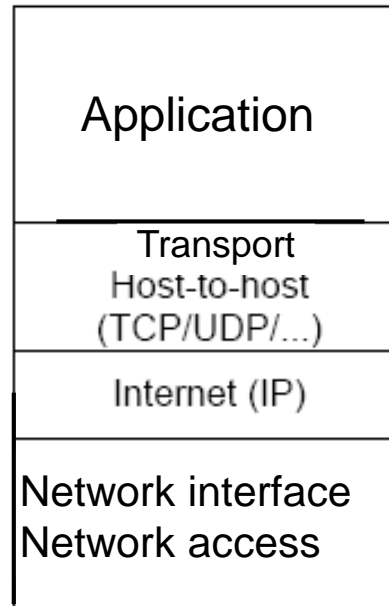 Application
Transport
Host-to-host
(TCP/UDP/...)
Internet (IP)
Network interface
Network access